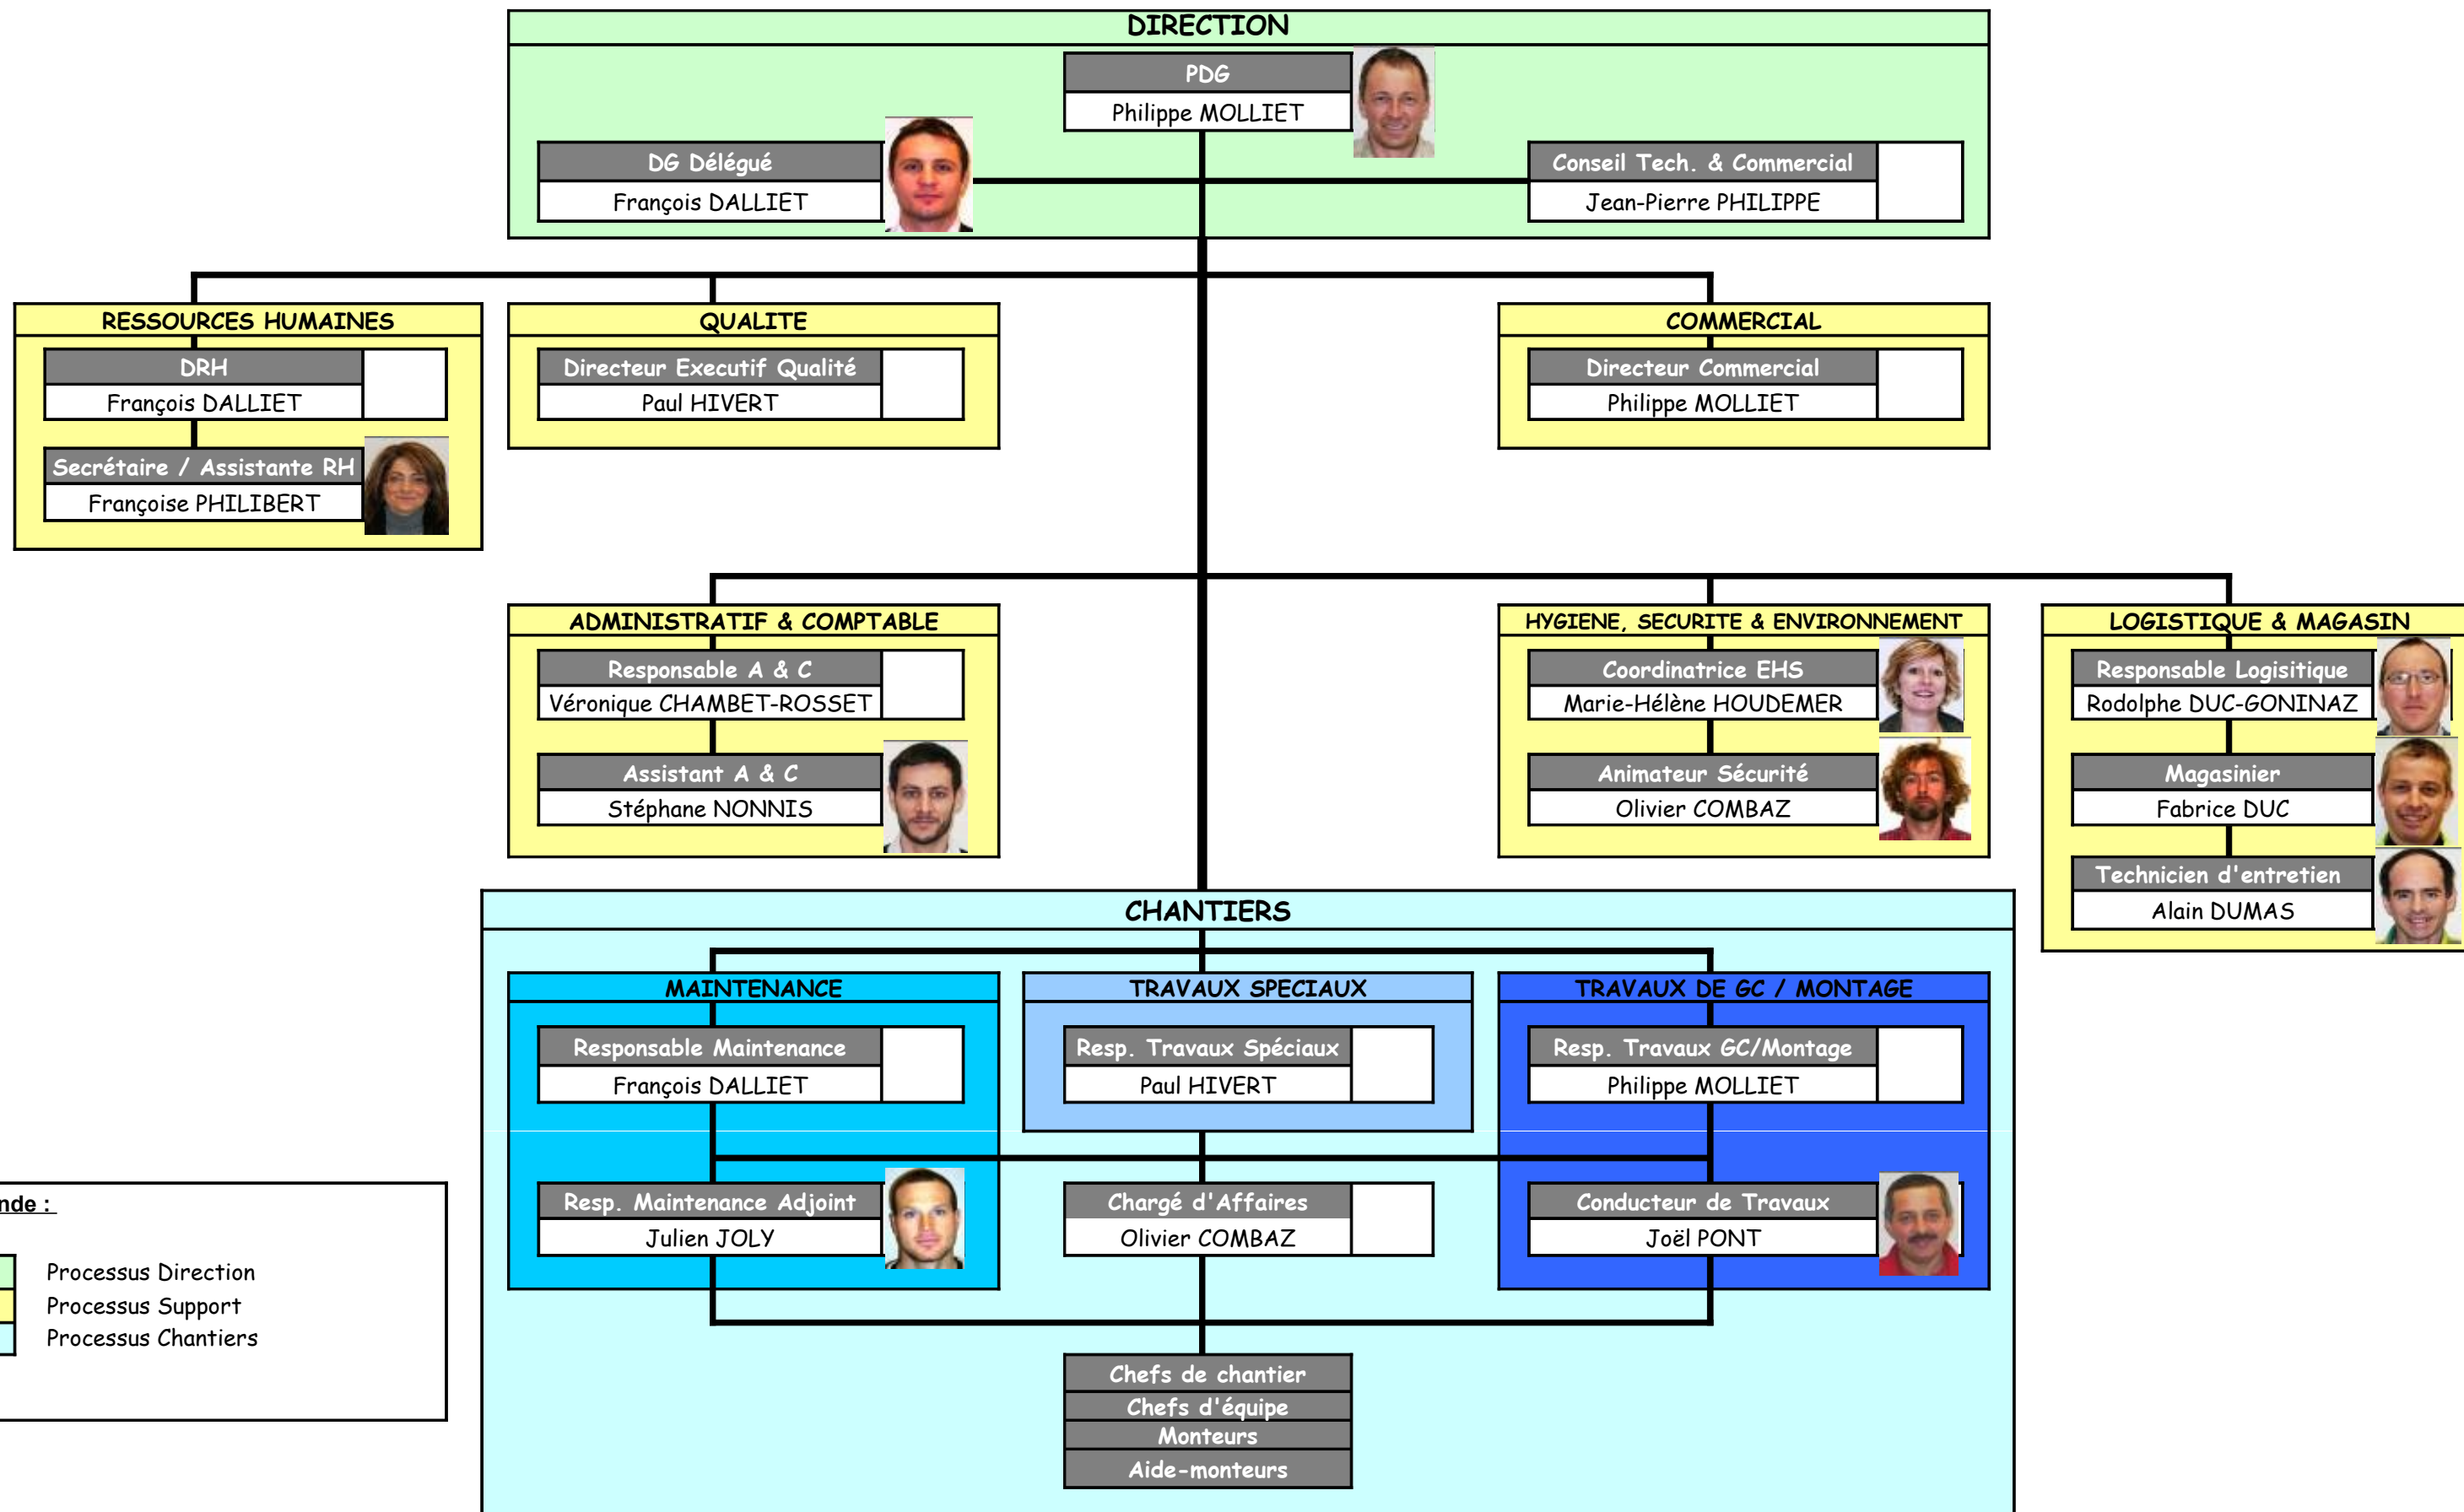 DIRECTION
PDG
Philippe MOLLIET
DG Délégué
François DALLIET
Conseil Tech. & Commercial
Jean-Pierre PHILIPPE
RESSOURCES HUMAINES
DRH
François DALLIET
Secrétaire / Assistante RH
Françoise PHILIBERT
QUALITE
Directeur Executif Qualité
Paul HIVERT
COMMERCIAL
Directeur Commercial
Philippe MOLLIET
ADMINISTRATIF & COMPTABLE
Responsable A & C
Véronique CHAMBET-ROSSET
Assistant A & C
Stéphane NONNIS
HYGIENE, SECURITE & ENVIRONNEMENT
Coordinatrice EHS
Marie-Hélène HOUDEMER
Animateur Sécurité
Olivier COMBAZ
LOGISTIQUE & MAGASIN
Responsable Logisitique
Rodolphe DUC-GONINAZ
Magasinier
Fabrice DUC
Technicien d'entretien
Alain DUMAS
CHANTIERS
MAINTENANCE
Responsable Maintenance
François DALLIET
Resp. Maintenance Adjoint
Julien JOLY
TRAVAUX SPECIAUX
Resp. Travaux Spéciaux
Paul HIVERT
Chargé d'Affaires
Olivier COMBAZ
TRAVAUX DE GC / MONTAGE
Resp. Travaux GC/Montage
Philippe MOLLIET
Conducteur de Travaux
Joël PONT
Chefs de chantier
Chefs d'équipe
Monteurs
Aide-monteurs
nde :
Processus Direction
Processus Support
Processus Chantiers